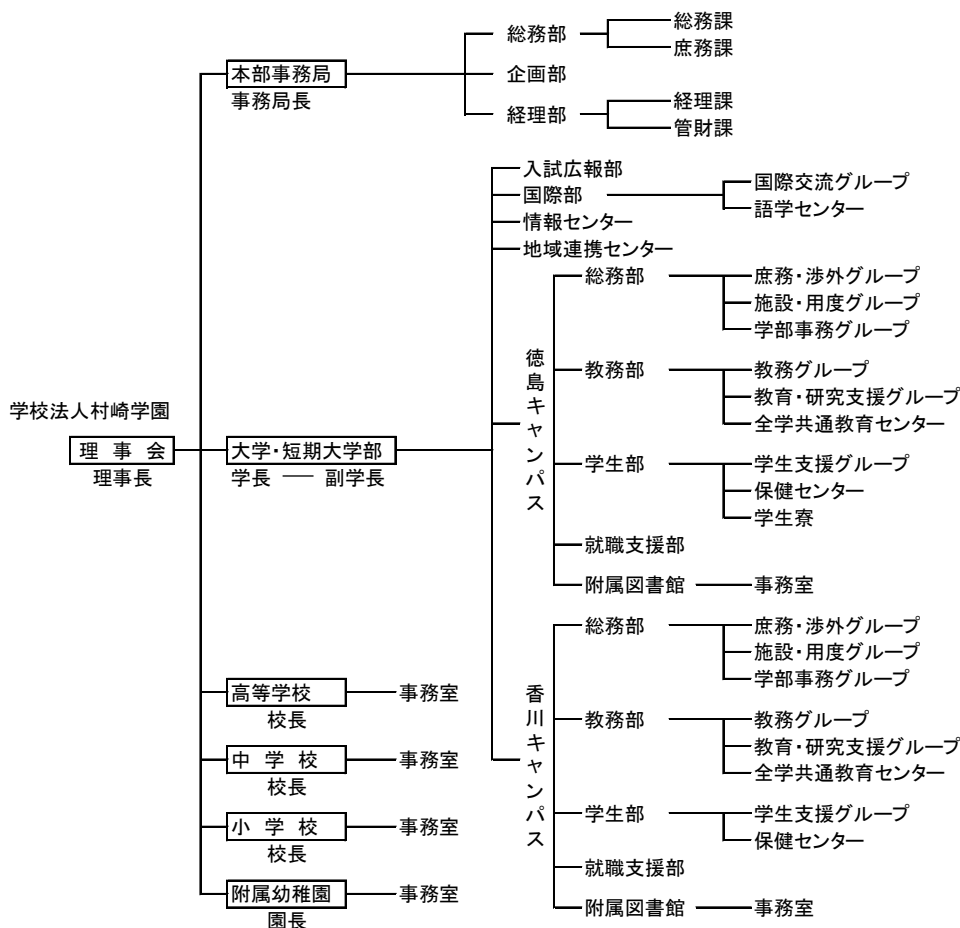 学校法人村崎学園
理事会
理事長
本部事務局
事務局長
総務部
総務課
庶務課
企画部
経理部
経理課
管財課
大学・短期大学部
学長 ── 副学長
入試広報部
国際部
国際交流グループ
語学センター
情報センター
地域連携センター
徳島キャンパス
総務部
庶務・渉外グループ
施設・用度グループ
学部事務グループ
教務部
教務グループ
教育・研究支援グループ
全学共通教育センター
学生部
学生支援グループ
保健センター
学生寮
就職支援部
附属図書館
事務室
香川キャンパス
総務部
庶務・渉外グループ
施設・用度グループ
学部事務グループ
教務部
教務グループ
教育・研究支援グループ
全学共通教育センター
学生部
学生支援グループ
保健センター
就職支援部
附属図書館
事務室
高等学校
校長
事務室
中学校
校長
事務室
小学校
校長
事務室
附属幼稚園
園長
事務室